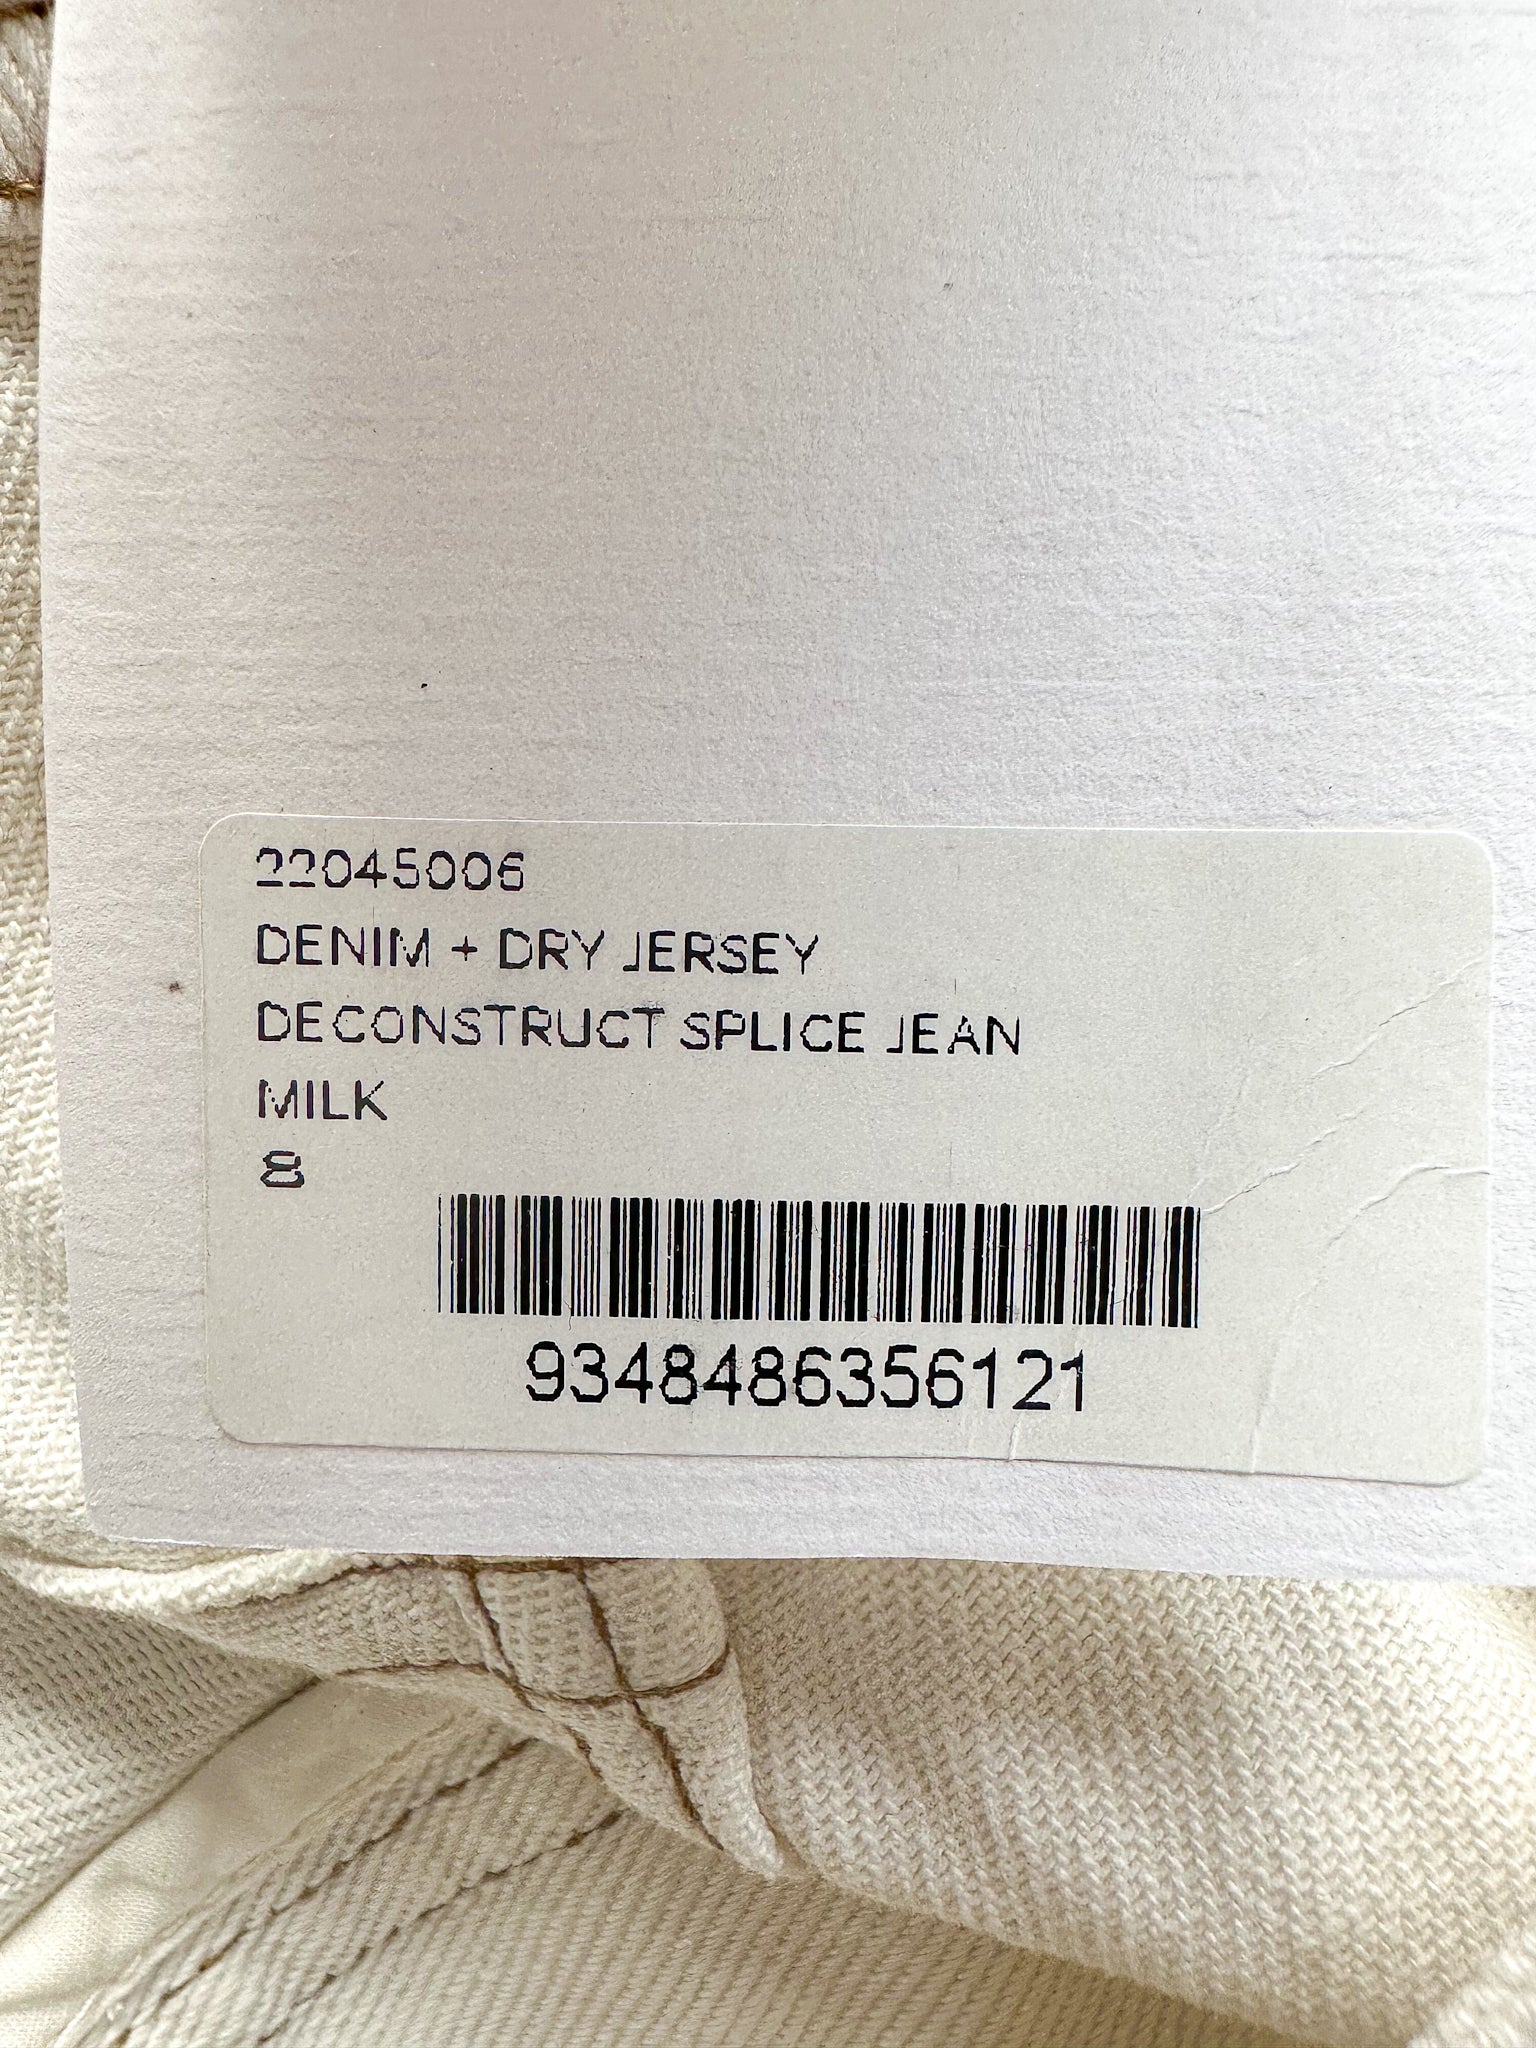 22045006
DENIM + DRY JERSEY
DECONSTRUCT SPLICE JEAN
MILK
8
9348486356121